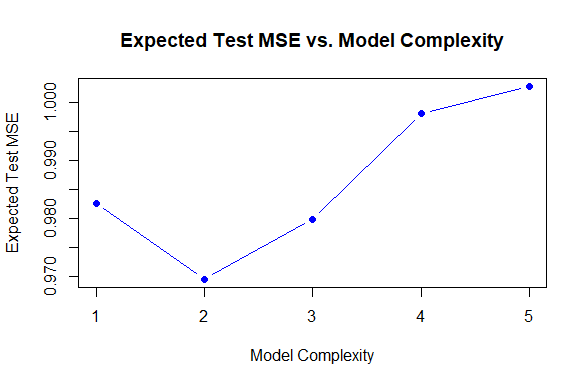 Expected Test MSE vs. Model Complexity
Expected Test MSE
1.000
0.990
0.980
0.970
1 2 3 4 5
Model Complexity